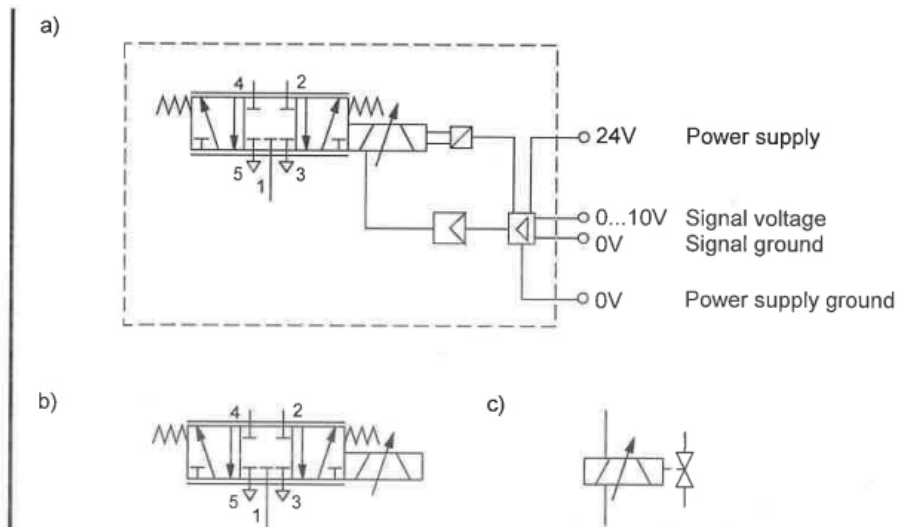 a)
4 2
5 3
1
24V Power supply
0...10V Signal voltage
0V Signal ground
0V Power supply ground
b)
4 2
5 3
1
c)